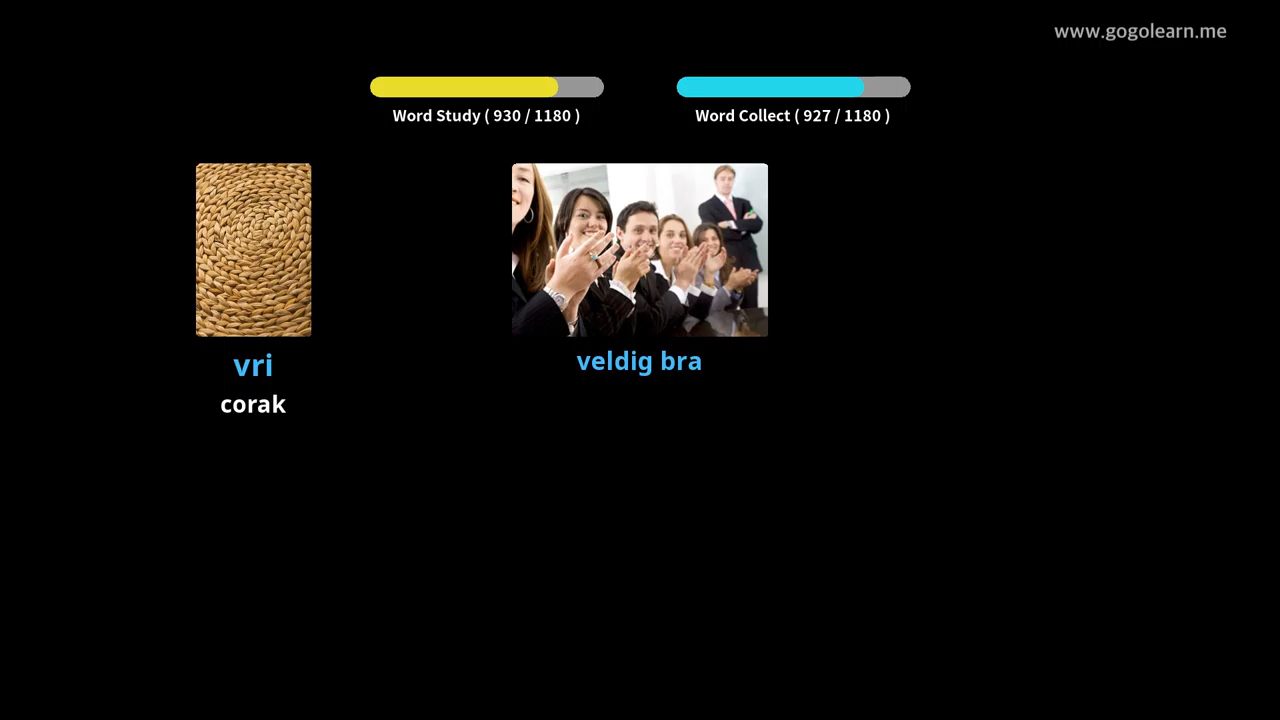 www.gogolearn.me
Word Study ( 930 / 1180 )
Word Collect ( 927 / 1180 )
vri
corak
veldig bra